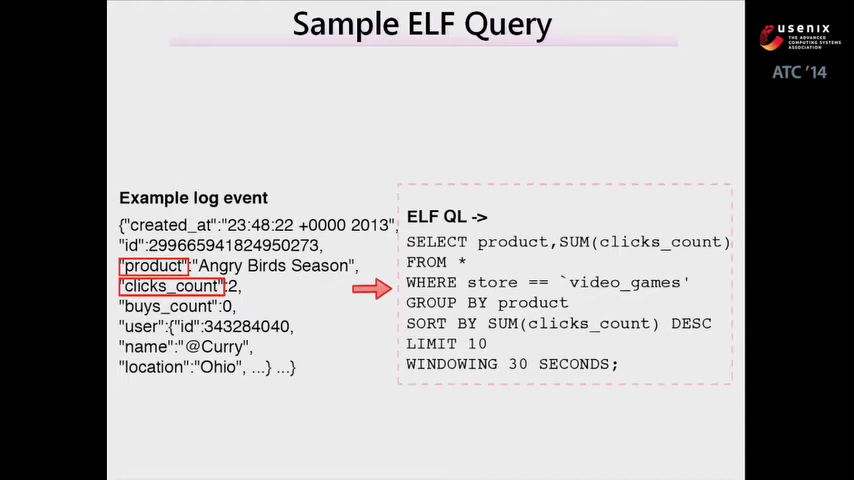 Sample ELF Query
usenix
THE ADVANCED
COMPUTING SYSTEMS
ASSOCIATION
ATC '14
Example log event
{"created_at":"23:48:22 +0000 2013",
"id":299665941824950273,
"product":"Angry Birds Season",
"clicks_count":2,
"buys_count":0,
"user":{"id":343284040,
"name":"@Curry",
"location":"Ohio", ...} ...}
ELF QL ->
SELECT product,SUM(clicks_count)
FROM *
WHERE store == `video_games'
GROUP BY product
SORT BY SUM(clicks_count) DESC
LIMIT 10
WINDOWING 30 SECONDS;